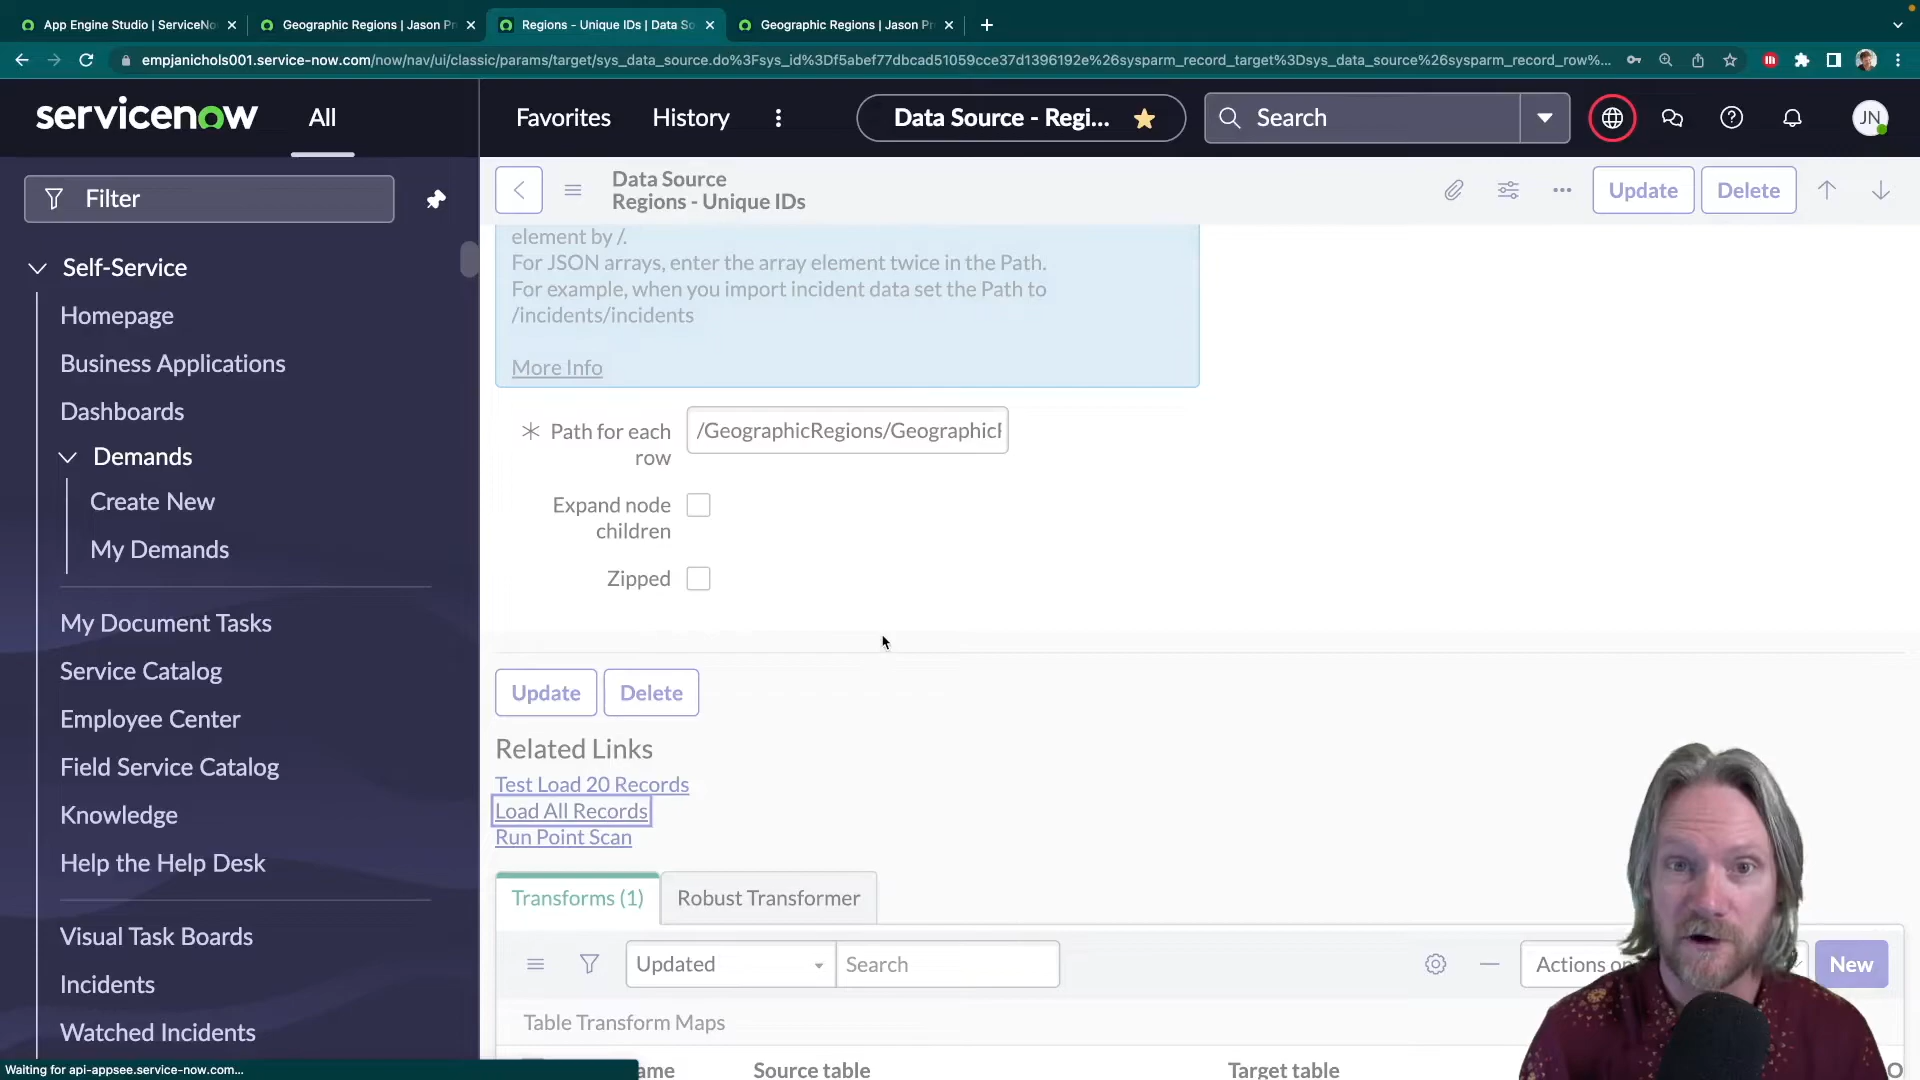 App Engine Studio | ServiceNo
Geographic Regions | Jason Pr
Regions - Unique IDs | Data So
Geographic Regions | Jason Pr
empjanichols001.service-now.com/now/nav/ui/classic/params/target/sys_data_source.do%3Fsys_id%3Df5abef77dbcad51059cce37d1396192e%26sysparm_record_target%3Dsys_data_source%26sysparm_record_row%...
servicenow
All
Favorites
History
Data Source - Regi...
Search
JN
Filter
Data Source
Regions - Unique IDs
Update
Delete
Self-Service
Homepage
Business Applications
Dashboards
Demands
Create New
My Demands
My Document Tasks
Service Catalog
Employee Center
Field Service Catalog
Knowledge
Help the Help Desk
Visual Task Boards
Incidents
Watched Incidents
element by /.
For JSON arrays, enter the array element twice in the Path.
For example, when you import incident data set the Path to
/incidents/incidents
More Info
Path for each
row
/GeographicRegions/Geographic
Expand node
children
Zipped
Update
Delete
Related Links
Test Load 20 Records
Load All Records
Run Point Scan
Transforms (1)
Robust Transformer
Updated
Search
Actions o
New
Table Transform Maps
ame
Source table
Target table
O
Waiting for api-appsee.service-now.com...